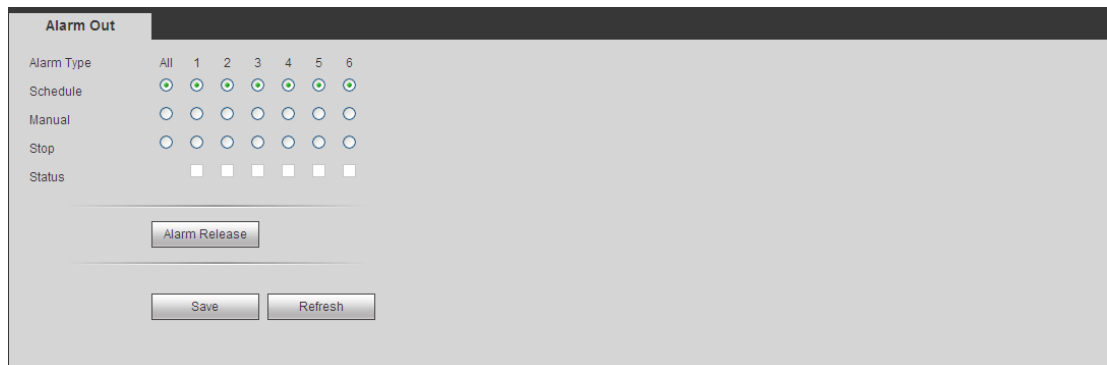 Alarm Out
Alarm Type All 1 2 3 4 5 6
Schedule
Manual
Stop
Status
Alarm Release
Save Refresh